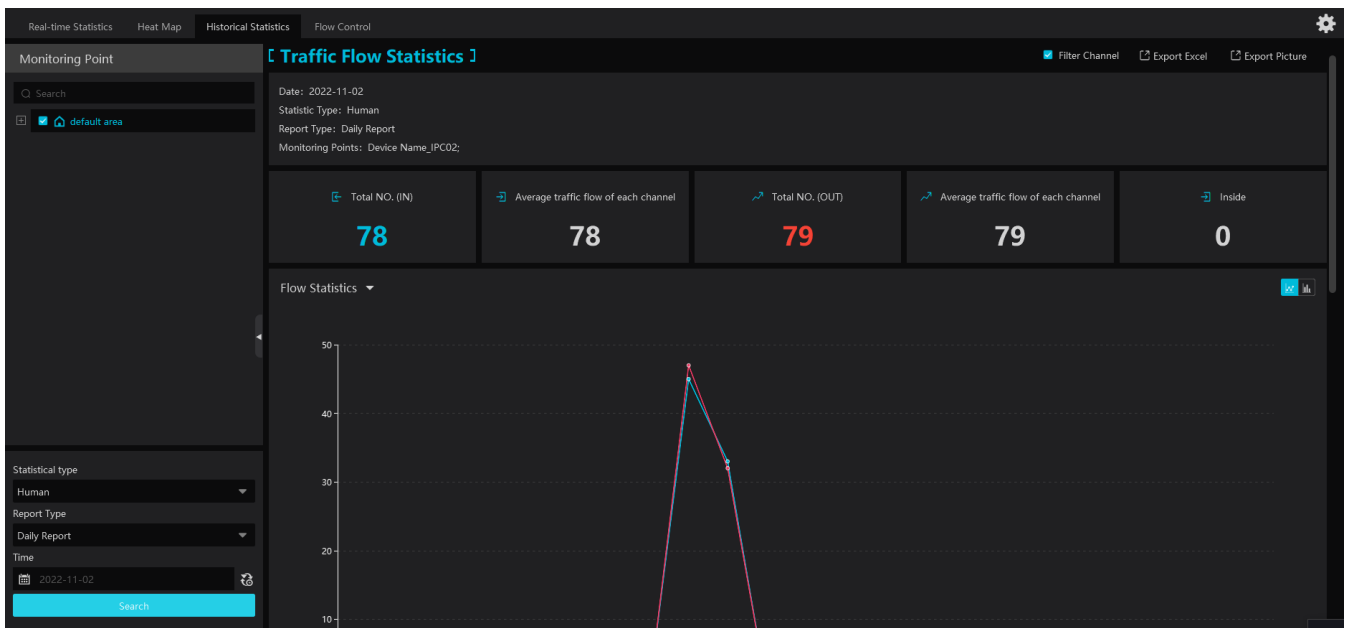 Real-time Statistics Heat Map Historical Statistics Flow Control
Monitoring Point
Search
default area
Statistical type
Human
Report Type
Daily Report
Time
2022-11-02
Search
Traffic Flow Statistics
Filter Channel Export Excel Export Picture
Date: 2022-11-02
Statistic Type: Human
Report Type: Daily Report
Monitoring Points: Device Name_IPC02;
Total NO. (IN)
78
Average traffic flow of each channel
78
Total NO. (OUT)
79
Average traffic flow of each channel
79
Inside
0
Flow Statistics
50
40
30
20
10